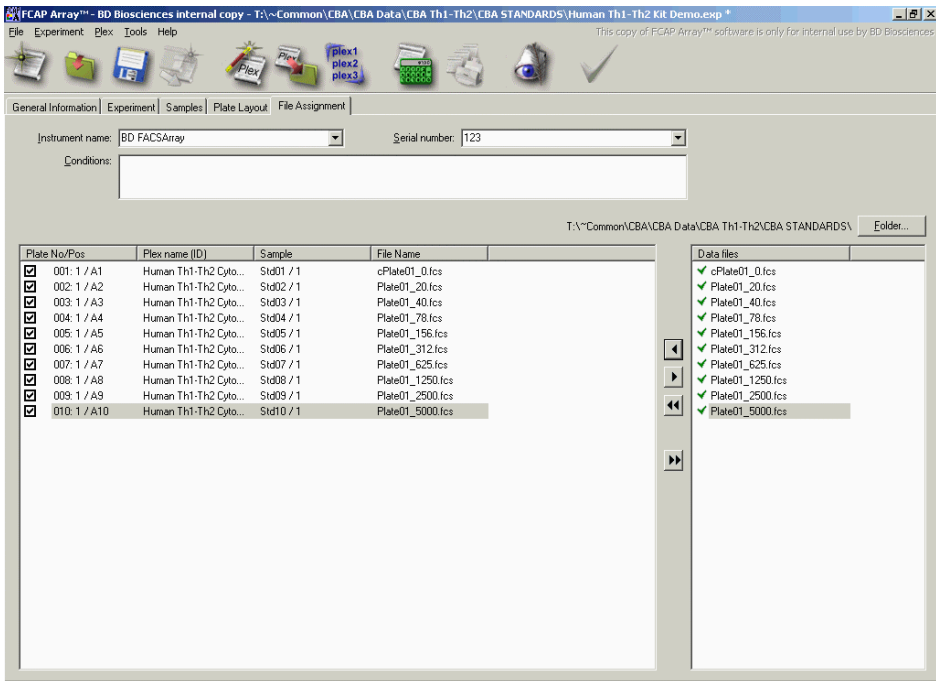 FCAP Array™ - BD Biosciences internal copy - T:\~Common\CBA\CBA Data\CBA Th1-Th2\CBA STANDARDS\Human Th1-Th2 Kit Demo.exp *
File Experiment Plex Tools Help
This copy of FCAP Array™ software is only for internal use by BD Biosciences
Plex
Plex
plex1
plex2
plex3
General Information Experiment Samples Plate Layout File Assignment
Instrument name: BD FACSArray Serial number: 123
Conditions:
T:\~Common\CBA\CBA Data\CBA Th1-Th2\CBA STANDARDS\ Folder...
Plate No/Pos Plex name (ID) Sample File Name Data files
001: 1 / A1 Human Th1-Th2 Cyto... Std01 / 1 cPlate01_0.fcs cPlate01_0.fcs
002: 1 / A2 Human Th1-Th2 Cyto... Std02 / 1 Plate01_20.fcs Plate01_20.fcs
003: 1 / A3 Human Th1-Th2 Cyto... Std03 / 1 Plate01_40.fcs Plate01_40.fcs
004: 1 / A4 Human Th1-Th2 Cyto... Std04 / 1 Plate01_78.fcs Plate01_78.fcs
005: 1 / A5 Human Th1-Th2 Cyto... Std05 / 1 Plate01_156.fcs Plate01_156.fcs
006: 1 / A6 Human Th1-Th2 Cyto... Std06 / 1 Plate01_312.fcs Plate01_312.fcs
007: 1 / A7 Human Th1-Th2 Cyto... Std07 / 1 Plate01_625.fcs Plate01_625.fcs
008: 1 / A8 Human Th1-Th2 Cyto... Std08 / 1 Plate01_1250.fcs Plate01_1250.fcs
009: 1 / A9 Human Th1-Th2 Cyto... Std09 / 1 Plate01_2500.fcs Plate01_2500.fcs
010: 1 / A10 Human Th1-Th2 Cyto... Std10 / 1 Plate01_5000.fcs Plate01_5000.fcs